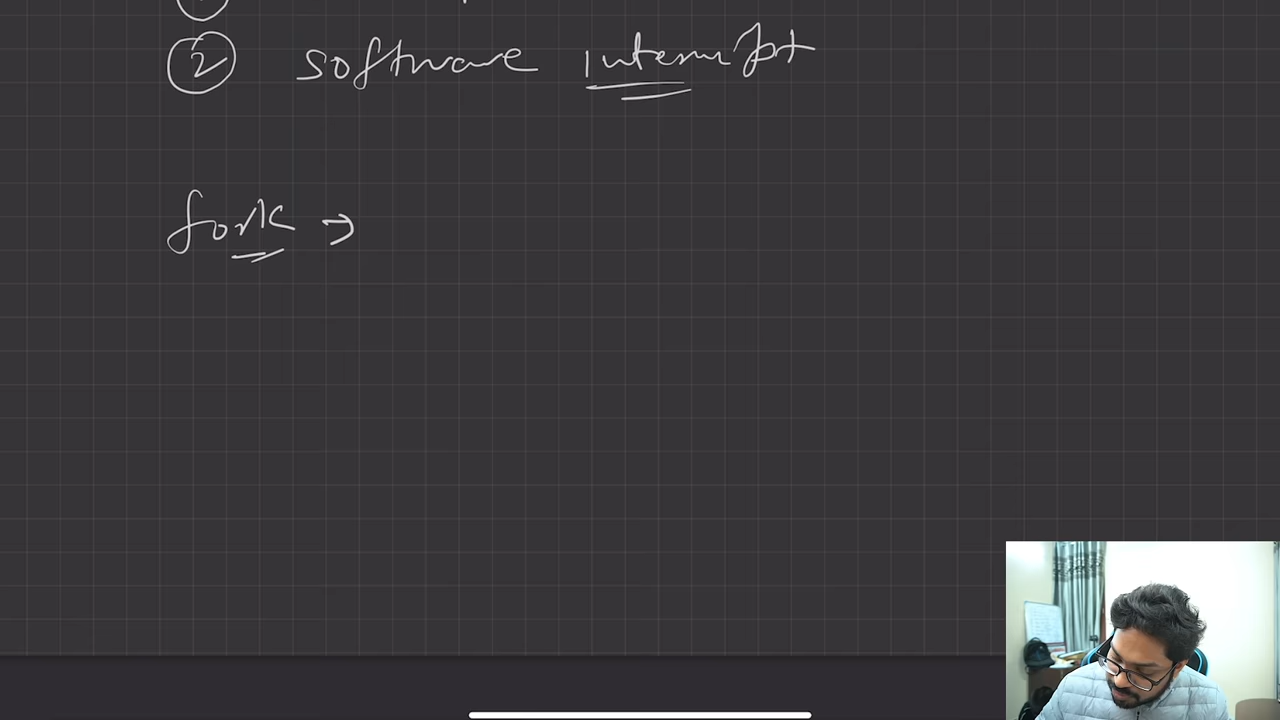 ② software interrupt
fork →